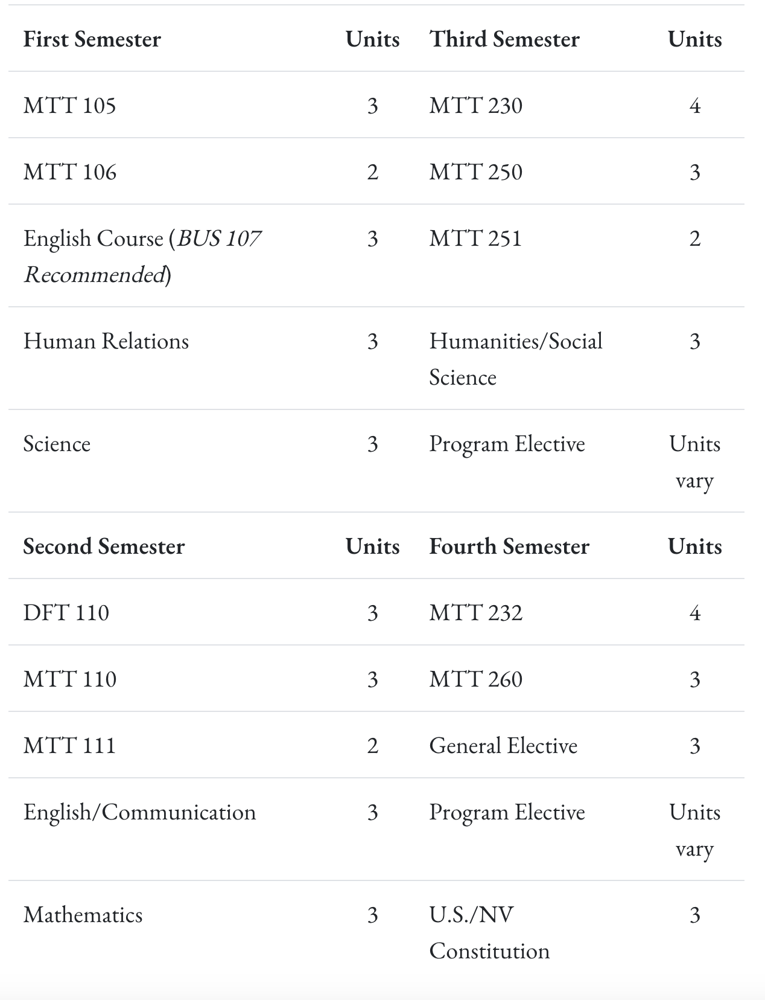 First Semester Units Third Semester Units
MTT 105 3 MTT 230 4
MTT 106 2 MTT 250 3
English Course (BUS 107 3 MTT 251 2
Recommended)
Human Relations 3 Humanities/Social 3
Science
Science 3 Program Elective Units
vary
Second Semester Units Fourth Semester Units
DFT 110 3 MTT 232 4
MTT 110 3 MTT 260 3
MTT 111 2 General Elective 3
English/Communication 3 Program Elective Units
vary
Mathematics 3 U.S./NV 3
Constitution